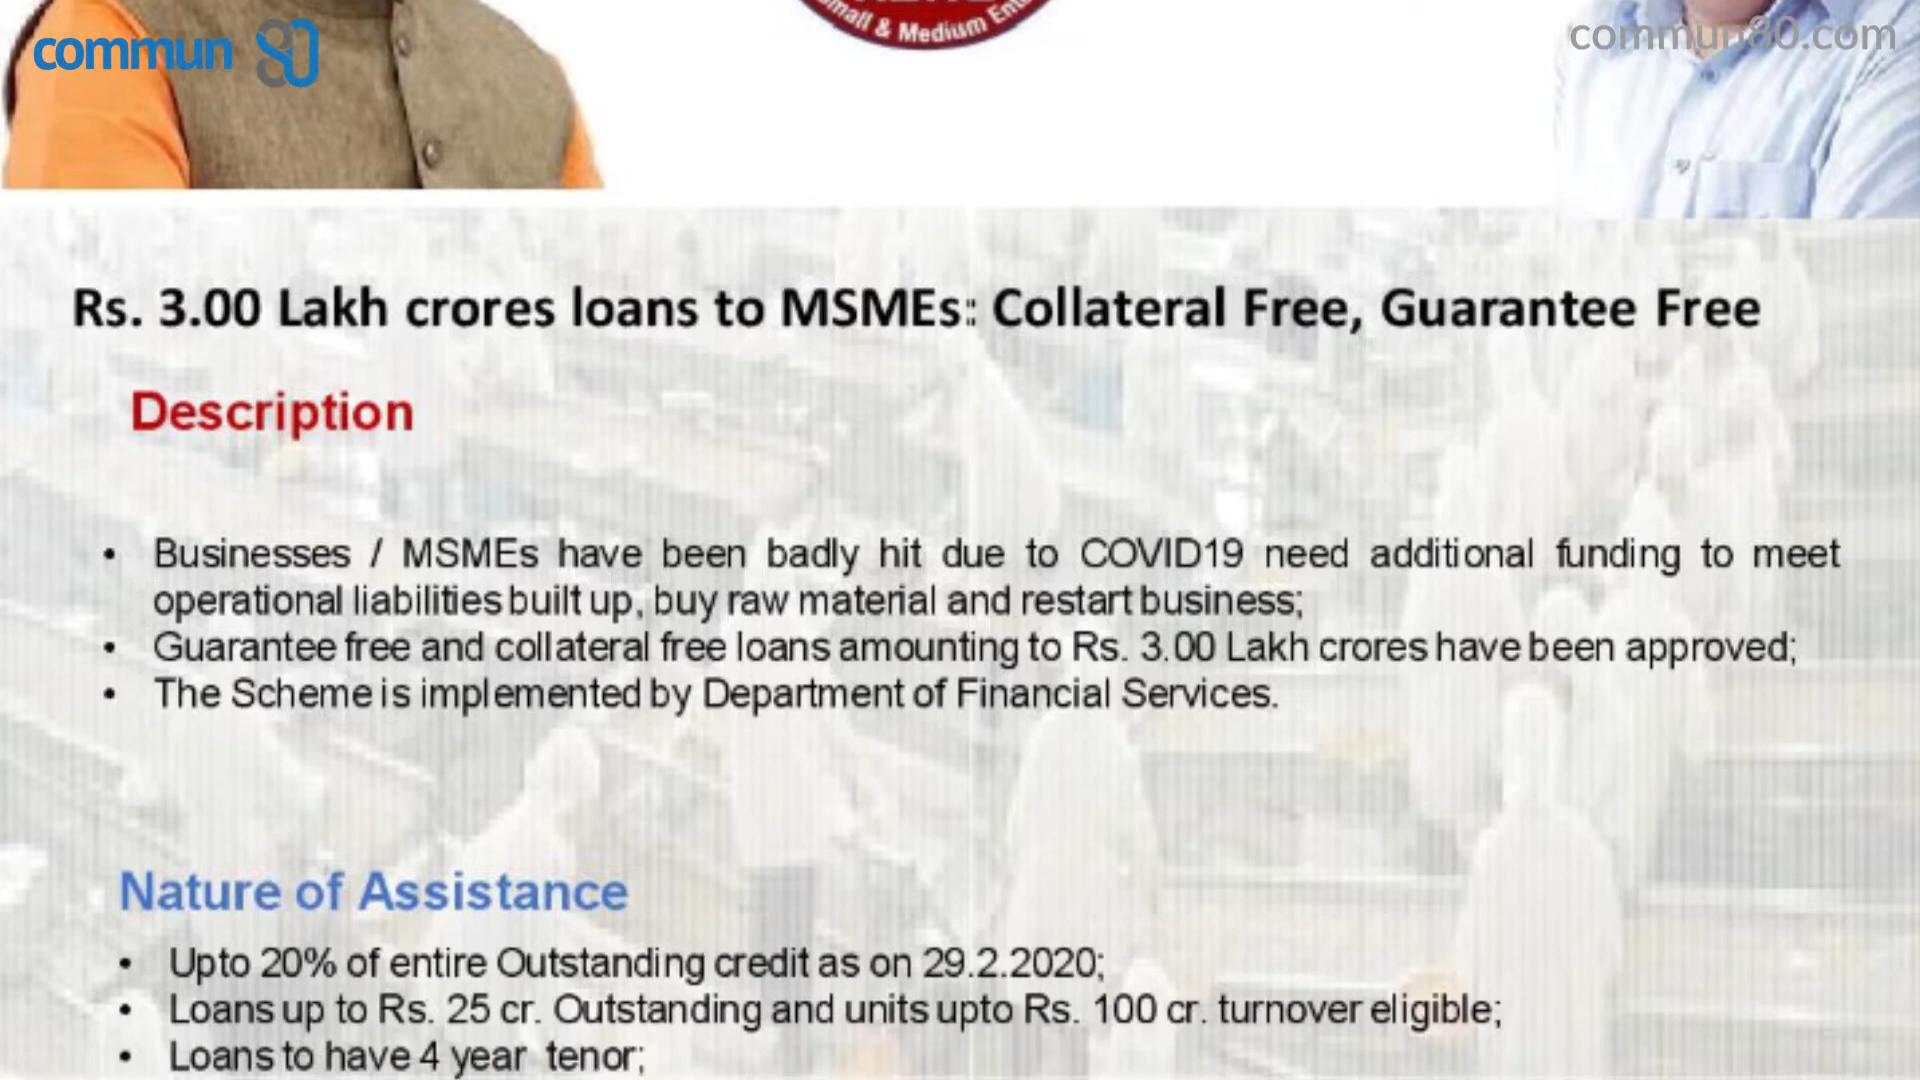 commun 80
commun80.com
Small & Medium
Rs. 3.00 Lakh crores loans to MSMEs: Collateral Free, Guarantee Free
Description
• Businesses / MSMEs have been badly hit due to COVID19 need additional funding to meet
operational liabilities built up, buy raw material and restart business;
• Guarantee free and collateral free loans amounting to Rs. 3.00 Lakh crores have been approved;
• The Scheme is implemented by Department of Financial Services.
Nature of Assistance
• Upto 20% of entire Outstanding credit as on 29.2.2020;
• Loans up to Rs. 25 cr. Outstanding and units upto Rs. 100 cr. turnover eligible;
• Loans to have 4 year tenor;